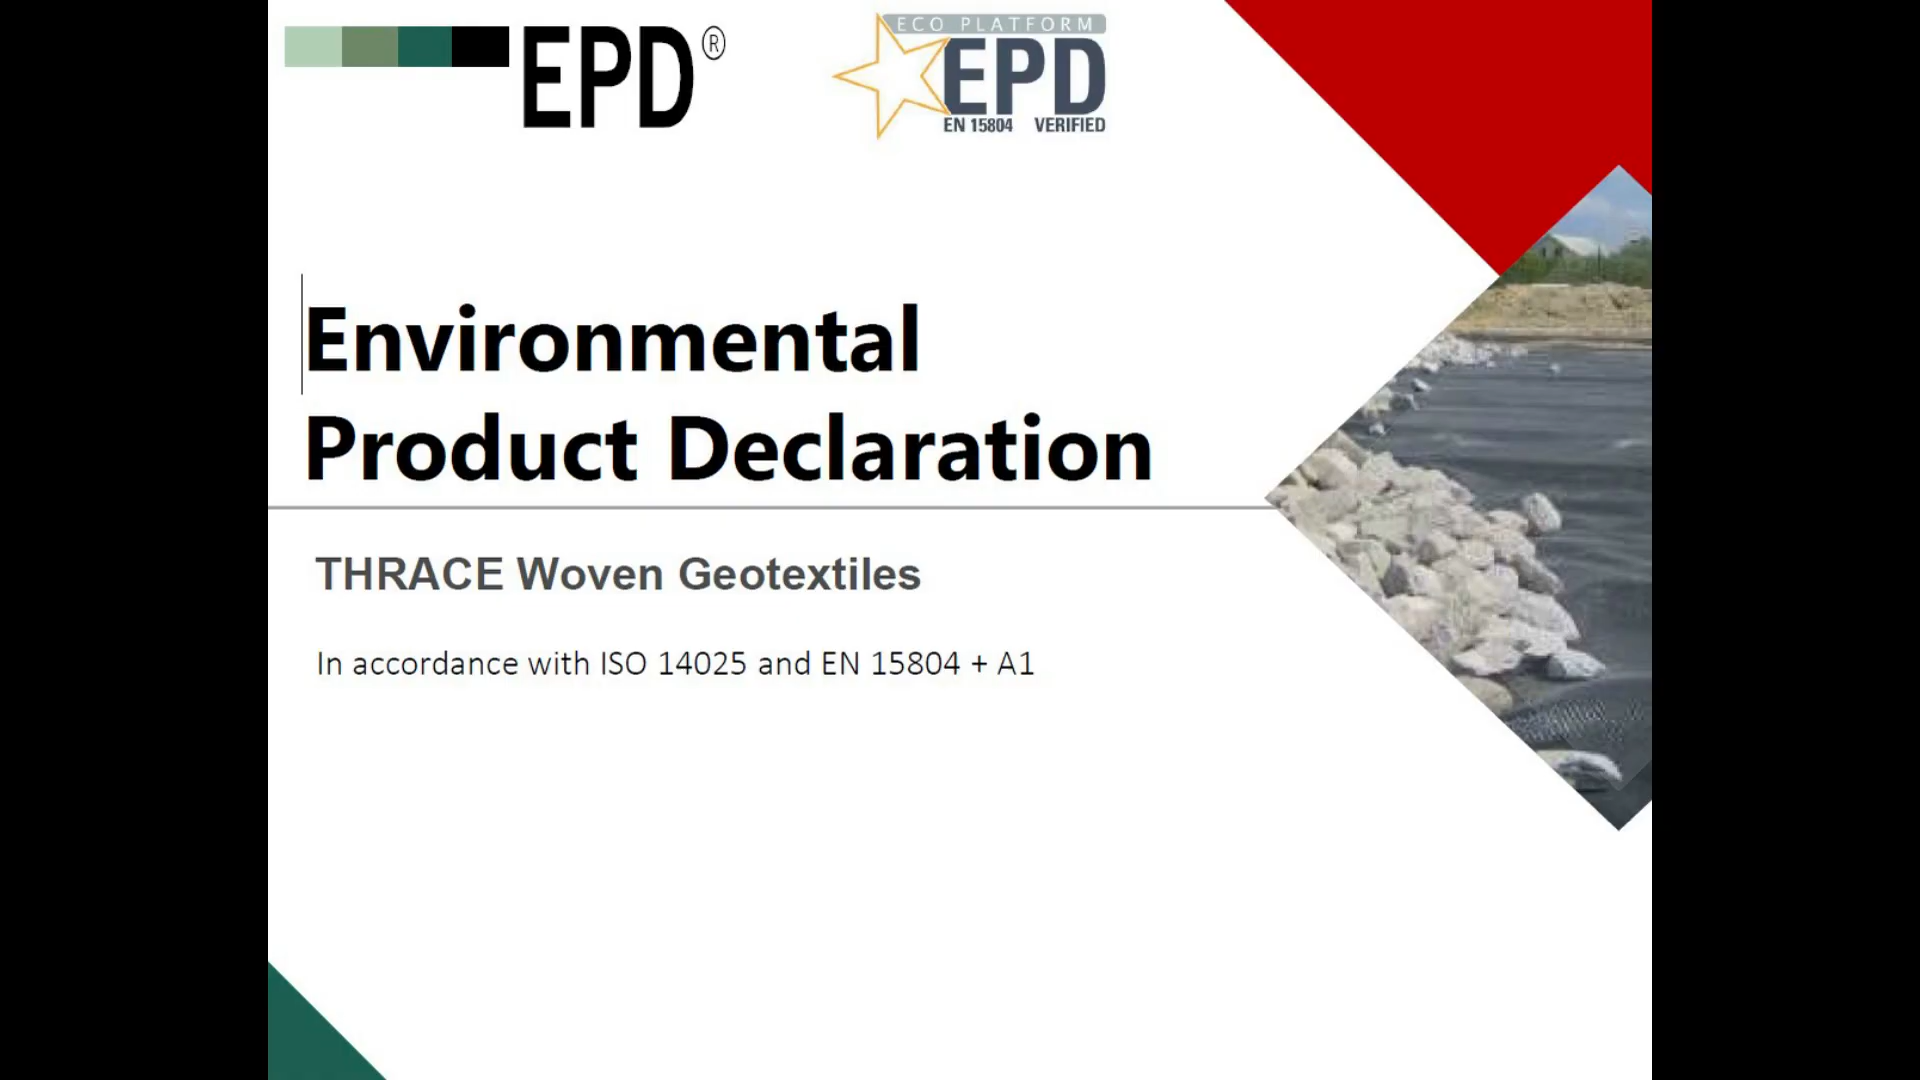 EPD®
ECO PLATFORM
EPD
EN 15804 VERIFIED
Environmental
Product Declaration
THRACE Woven Geotextiles
In accordance with ISO 14025 and EN 15804 + A1